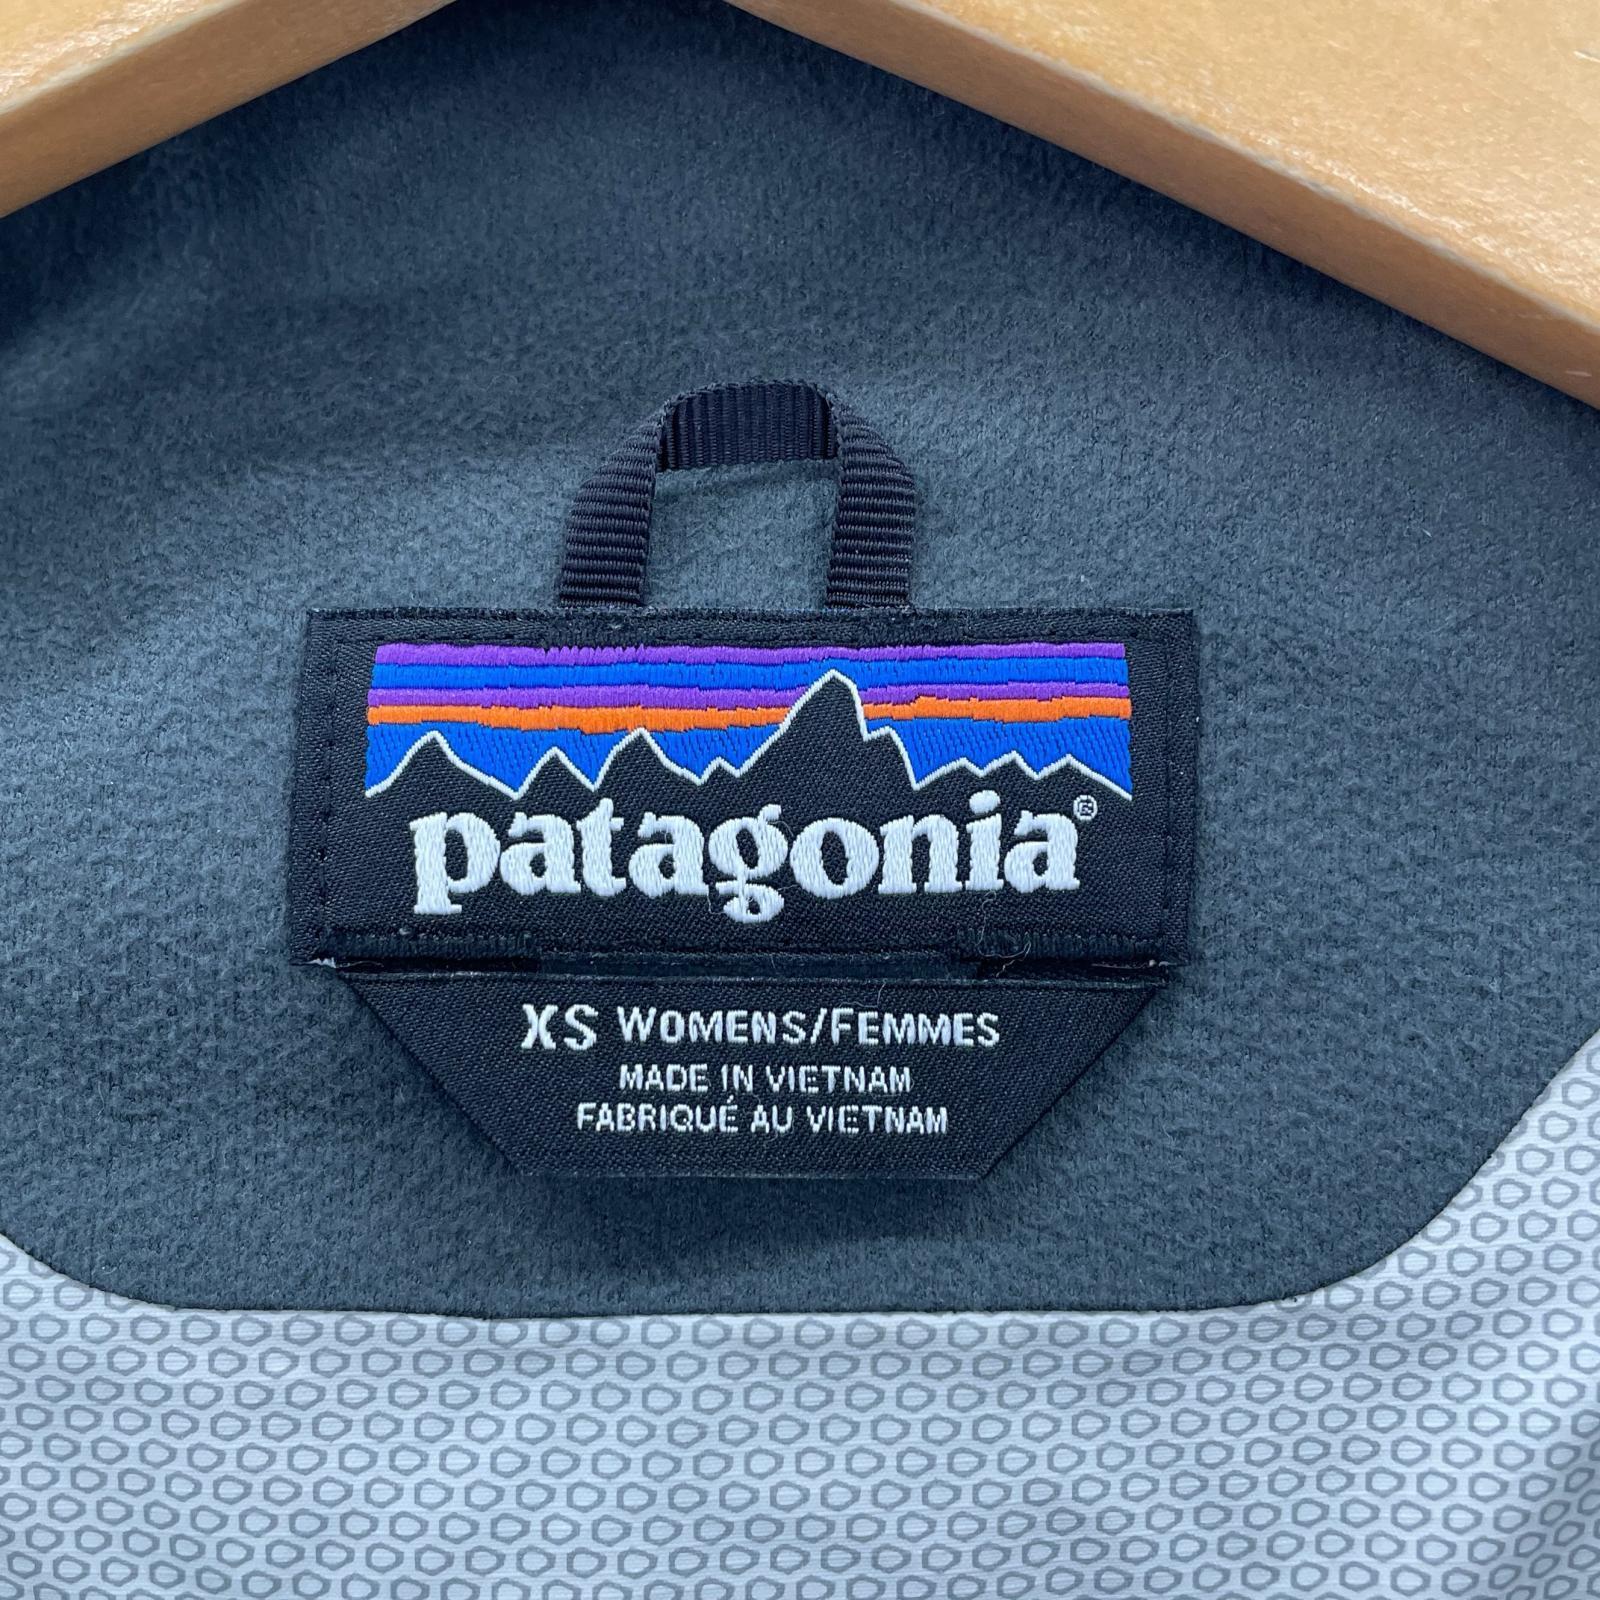 patagonia®
XS WOMENS/FEMMES
MADE IN VIETNAM
FABRIQUÉ AU VIETNAM